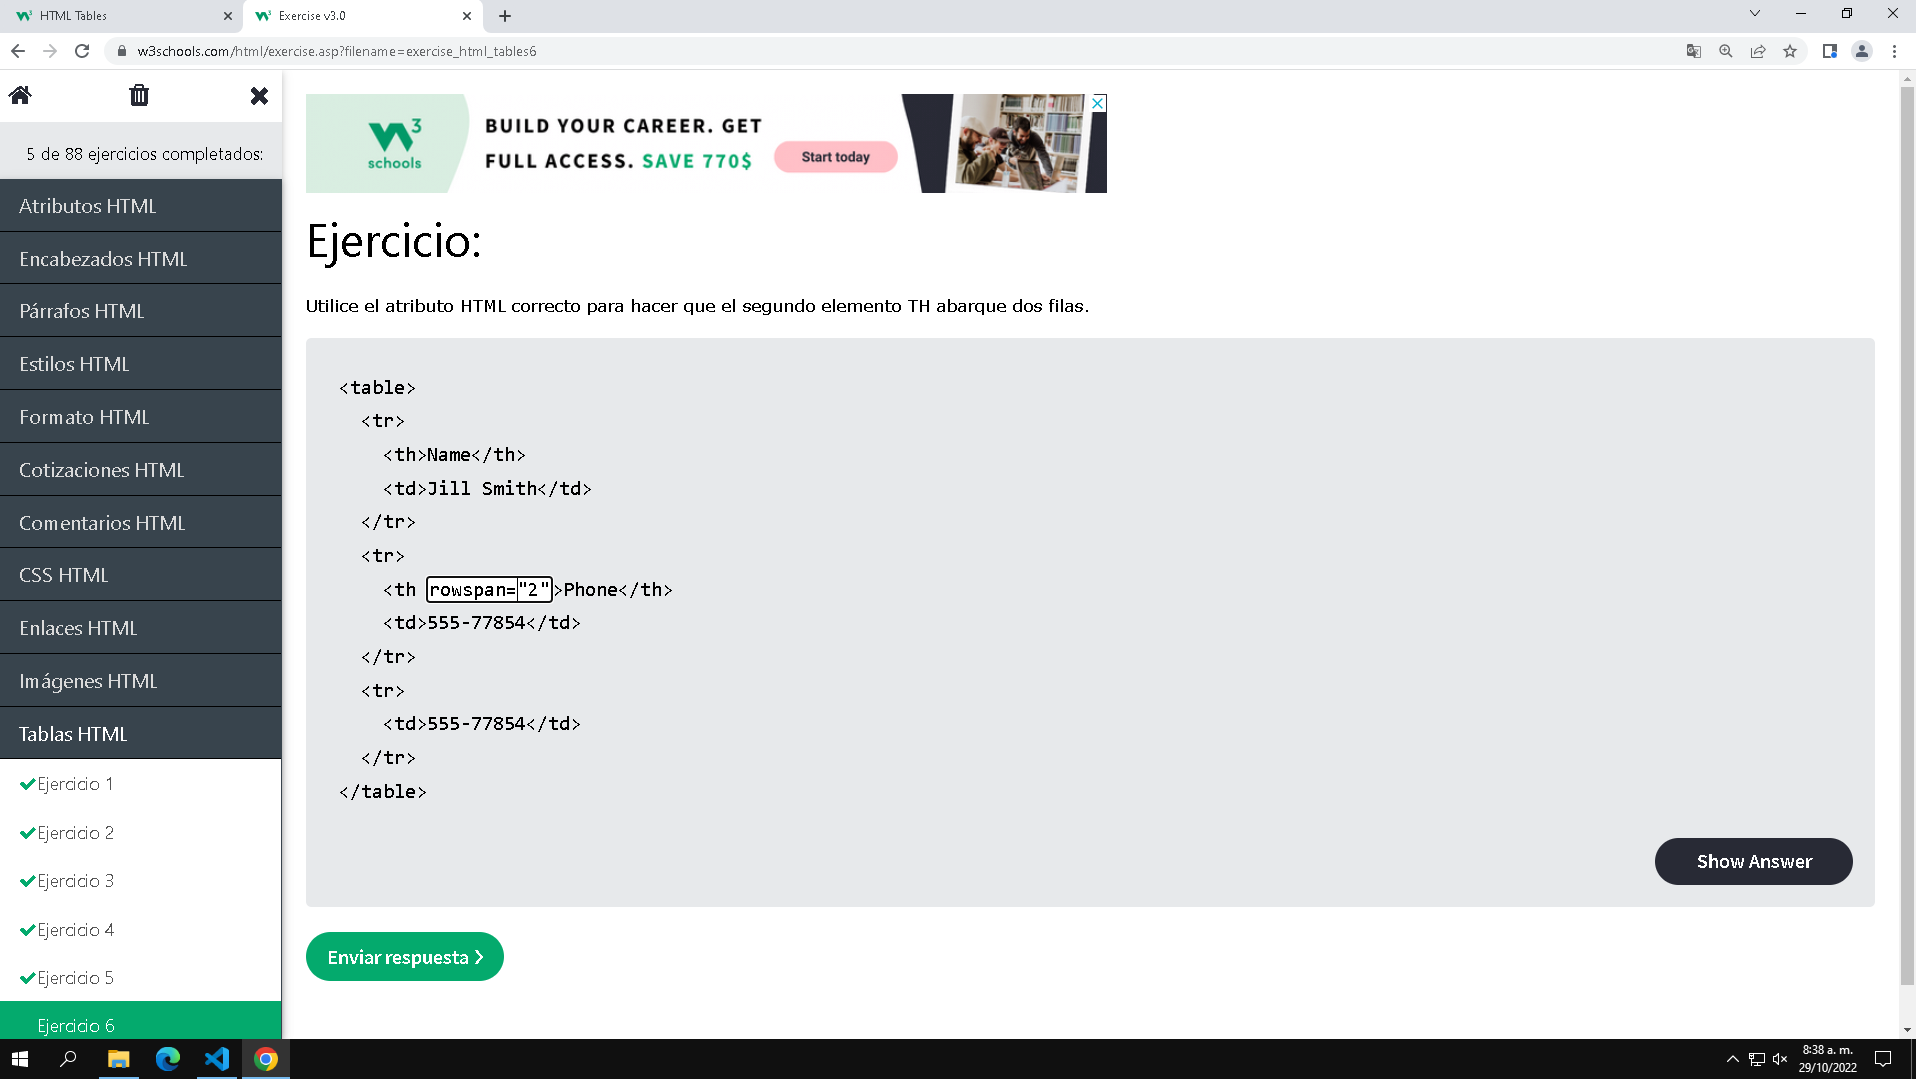 HTML Tables
Exercise v3.0
w3schools.com/html/exercise.asp?filename=exercise_html_tables6
5 de 88 ejercicios completados:
Atributos HTML
Encabezados HTML
Párrafos HTML
Estilos HTML
Formato HTML
Cotizaciones HTML
Comentarios HTML
CSS HTML
Enlaces HTML
Imágenes HTML
Tablas HTML
Ejercicio 1
Ejercicio 2
Ejercicio 3
Ejercicio 4
Ejercicio 5
Ejercicio 6
W3
schools
BUILD YOUR CAREER. GET
FULL ACCESS. SAVE 770$
Start today
Ejercicio:
Utilice el atributo HTML correcto para hacer que el segundo elemento TH abarque dos filas.
<table>
<tr>
<th>Name</th>
<td>Jill Smith</td>
</tr>
<tr>
<th rowspan="2">Phone</th>
<td>555-77854</td>
</tr>
<tr>
<td>555-77854</td>
</tr>
</table>
Show Answer
Enviar respuesta ❯
8:38 a. m.
29/10/2022